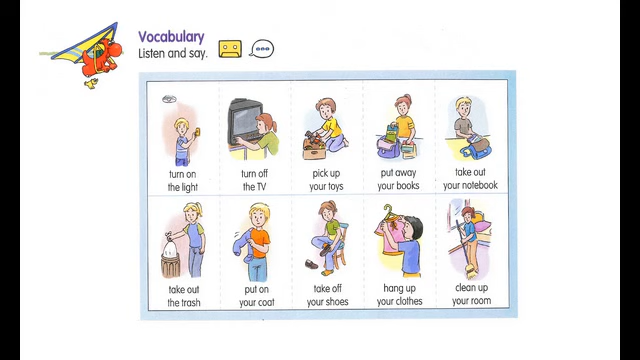 Vocabulary
Listen and say.
turn on
the light
turn off
the TV
pick up
your toys
put away
your books
take out
your notebook
take out
the trash
put on
your coat
take off
your shoes
hang up
your clothes
clean up
your room